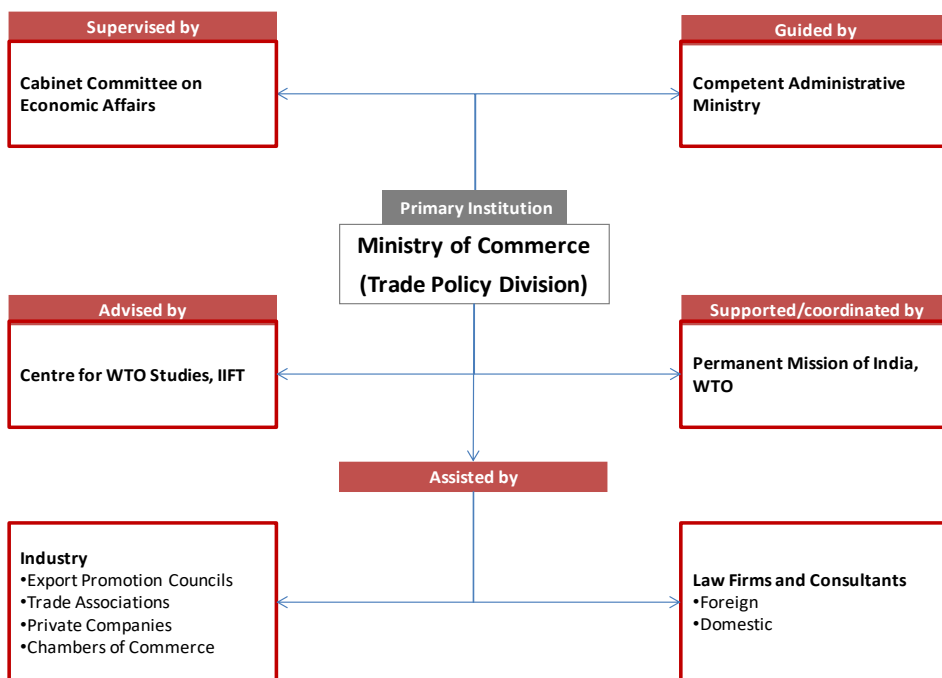 Supervised by
Cabinet Committee on
Economic Affairs
Guided by
Competent Administrative
Ministry
Primary Institution
Ministry of Commerce
(Trade Policy Division)
Advised by
Centre for WTO Studies, IIFT
Supported/coordinated by
Permanent Mission of India,
WTO
Assisted by
Industry
•Export Promotion Councils
•Trade Associations
•Private Companies
•Chambers of Commerce
Law Firms and Consultants
•Foreign
•Domestic